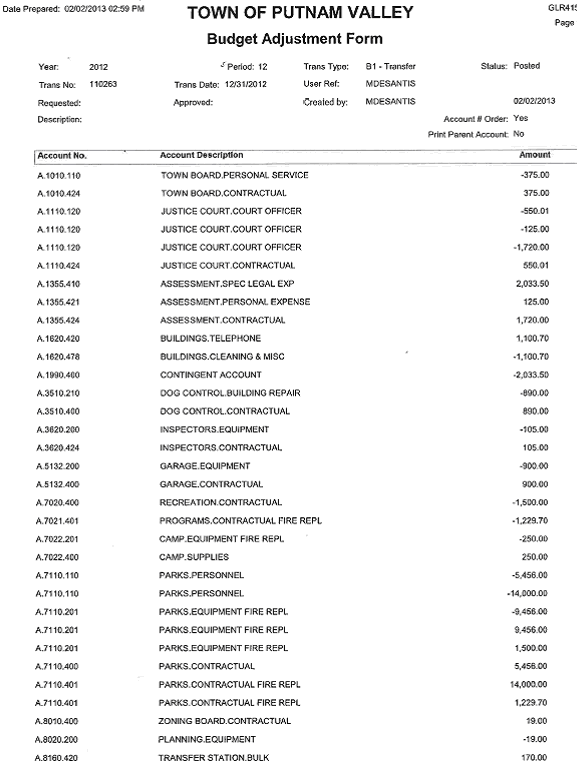 Date Prepared: 02/02/2013 02:59 PM TOWN OF PUTNAM VALLEY GLR415
Page
Budget Adjustment Form
Year: 2012 Period: 12 Trans Type: B1 - Transfer Status: Posted
Trans No: 110263 Trans Date: 12/31/2012 User Ref: MDESANTIS
Requested: Approved: Created by: MDESANTIS 02/02/2013
Description: Account # Order: Yes
Print Parent Account: No
Account No. Account Description Amount
A.1010.110 TOWN BOARD.PERSONAL SERVICE -375.00
A.1010.424 TOWN BOARD.CONTRACTUAL 375.00
A.1110.120 JUSTICE COURT.COURT OFFICER -550.01
A.1110.120 JUSTICE COURT.COURT OFFICER -125.00
A.1110.120 JUSTICE COURT.COURT OFFICER -1,720.00
A.1110.424 JUSTICE COURT.CONTRACTUAL 550.01
A.1355.410 ASSESSMENT.SPEC LEGAL EXP 2,033.50
A.1355.421 ASSESSMENT.PERSONAL EXPENSE 125.00
A.1355.424 ASSESSMENT.CONTRACTUAL 1,720.00
A.1620.420 BUILDINGS.TELEPHONE 1,100.70
A.1620.478 BUILDINGS.CLEANING & MISC -1,100.70
A.1990.400 CONTINGENT ACCOUNT -2,033.50
A.3510.210 DOG CONTROL.BUILDING REPAIR -890.00
A.3510.400 DOG CONTROL.CONTRACTUAL 890.00
A.3620.200 INSPECTORS.EQUIPMENT -105.00
A.3620.424 INSPECTORS.CONTRACTUAL 105.00
A.5132.200 GARAGE.EQUIPMENT -900.00
A.5132.400 GARAGE.CONTRACTUAL 900.00
A.7020.400 RECREATION.CONTRACTUAL -1,500.00
A.7021.401 PROGRAMS.CONTRACTUAL FIRE REPL -1,229.70
A.7022.201 CAMP.EQUIPMENT FIRE REPL -250.00
A.7022.400 CAMP.SUPPLIES 250.00
A.7110.110 PARKS.PERSONNEL -5,456.00
A.7110.110 PARKS.PERSONNEL -14,000.00
A.7110.201 PARKS.EQUIPMENT FIRE REPL -9,456.00
A.7110.201 PARKS.EQUIPMENT FIRE REPL 9,456.00
A.7110.201 PARKS.EQUIPMENT FIRE REPL 1,500.00
A.7110.400 PARKS.CONTRACTUAL 5,456.00
A.7110.401 PARKS.CONTRACTUAL FIRE REPL 14,000.00
A.7110.401 PARKS.CONTRACTUAL FIRE REPL 1,229.70
A.8010.400 ZONING BOARD.CONTRACTUAL 19.00
A.8020.200 PLANNING.EQUIPMENT -19.00
A.8160.420 TRANSFER STATION.BULK 170.00